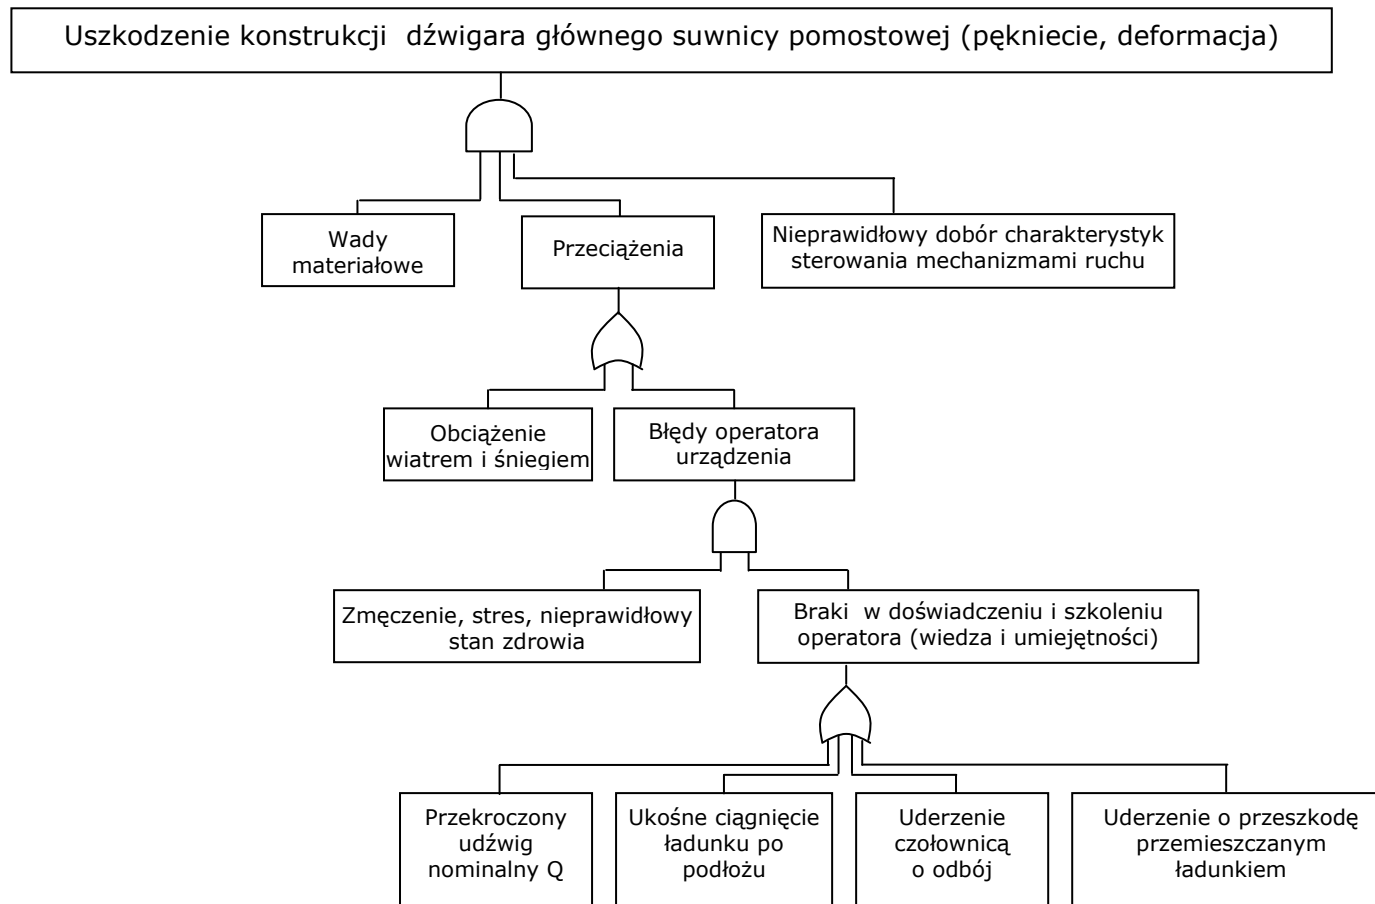 Uszkodzenie konstrukcji dźwigara głównego suwnicy pomostowej (pękniecie, deformacja)
Wady
materiałowe
Przeciążenia
Nieprawidłowy dobór charakterystyk
sterowania mechanizmami ruchu
Obciążenie
wiatrem i śniegiem
Błędy operatora
urządzenia
Zmęczenie, stres, nieprawidłowy
stan zdrowia
Braki w doświadczeniu i szkoleniu
operatora (wiedza i umiejętności)
Przekroczony
udźwig
nominalny Q
Ukośne ciągnięcie
ładunku po
podłożu
Uderzenie
czołownicą
o odbój
Uderzenie o przeszkodę
przemieszczanym
ładunkiem